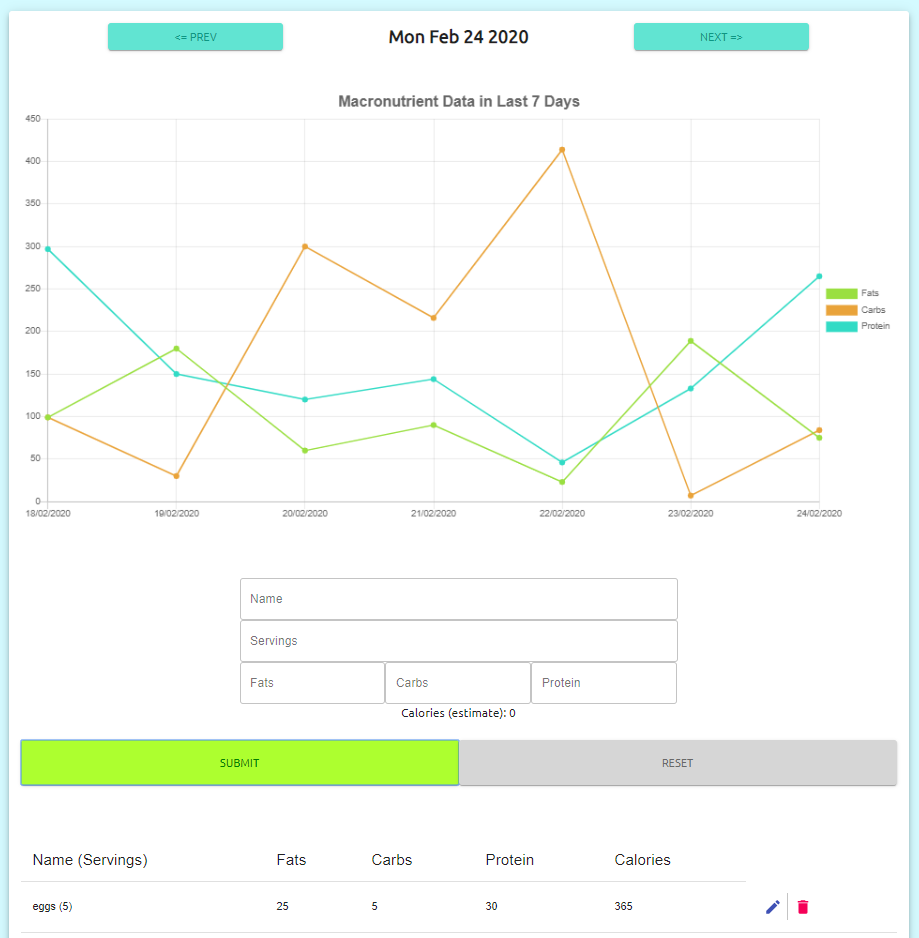 <= PREV
Mon Feb 24 2020
NEXT =>
Macronutrient Data in Last 7 Days
450
400
350
300
250
200
150
100
50
0
18/02/2020
19/02/2020
20/02/2020
21/02/2020
22/02/2020
23/02/2020
24/02/2020
Fats
Carbs
Protein
Name
Servings
Fats
Carbs
Protein
Calories (estimate): 0
SUBMIT
RESET
Name (Servings) Fats Carbs Protein Calories
eggs (5) 25 5 30 365